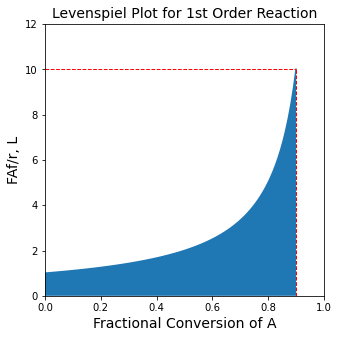 Levenspiel Plot for 1st Order Reaction
FAf/r, L
12
10
8
6
4
2
0
0.0 0.2 0.4 0.6 0.8 1.0
Fractional Conversion of A